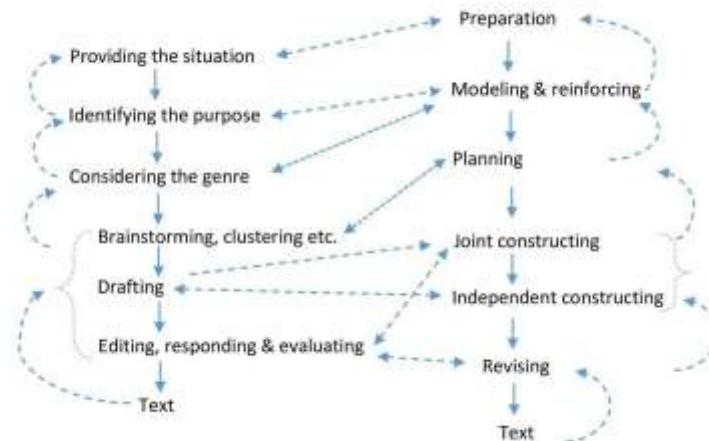 Preparation
Providing the situation
Modeling & reinforcing
Identifying the purpose
Planning
Considering the genre
Brainstorming, clustering etc.
Joint constructing
Drafting
Independent constructing
Editing, responding & evaluating
Revising
Text
Text